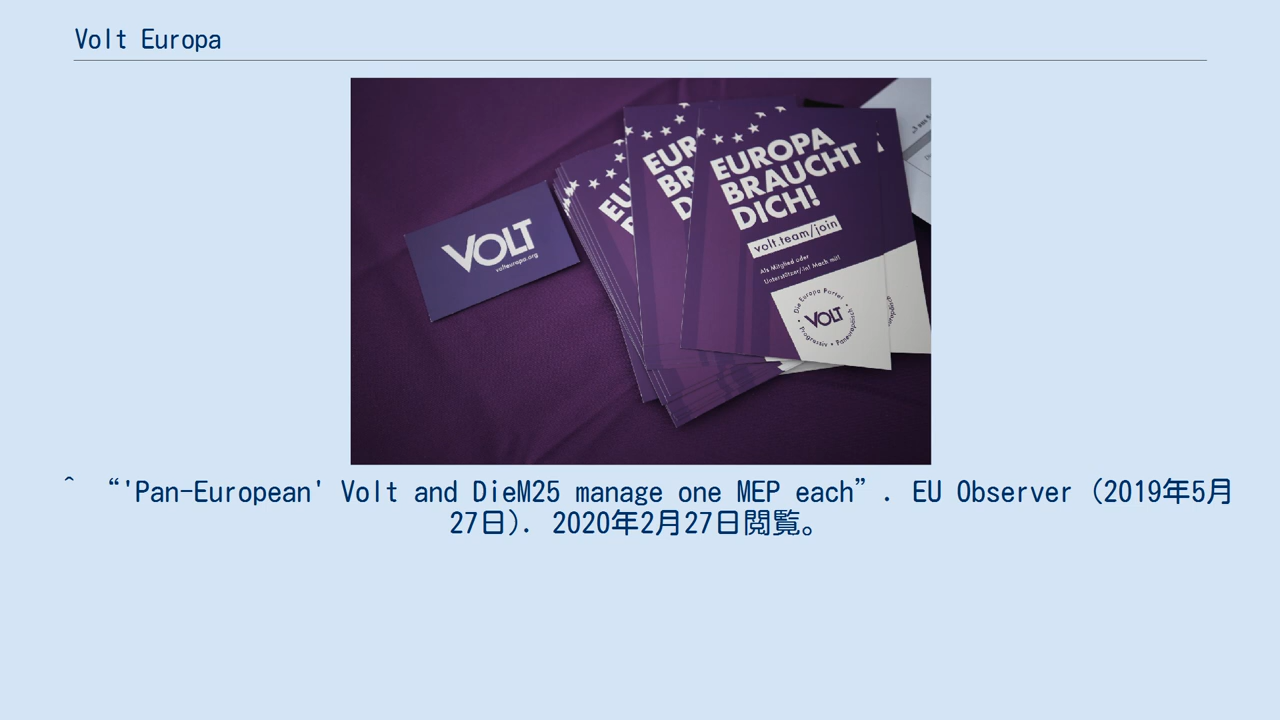 Volt Europa
VOLT
volteuropa.org
EUROPA
BRAUCHT
DICH!
volt.team/join
Als Mitglied oder
Unterstützer/in! Mach mit!
Die Europa Partei
VOLT
Progressiv • Paneuropäisch
EUR
BR
D
EU
^ “'Pan-European' Volt and DieM25 manage one MEP each”. EU Observer (2019年5月
27日). 2020年2月27日閲覧。